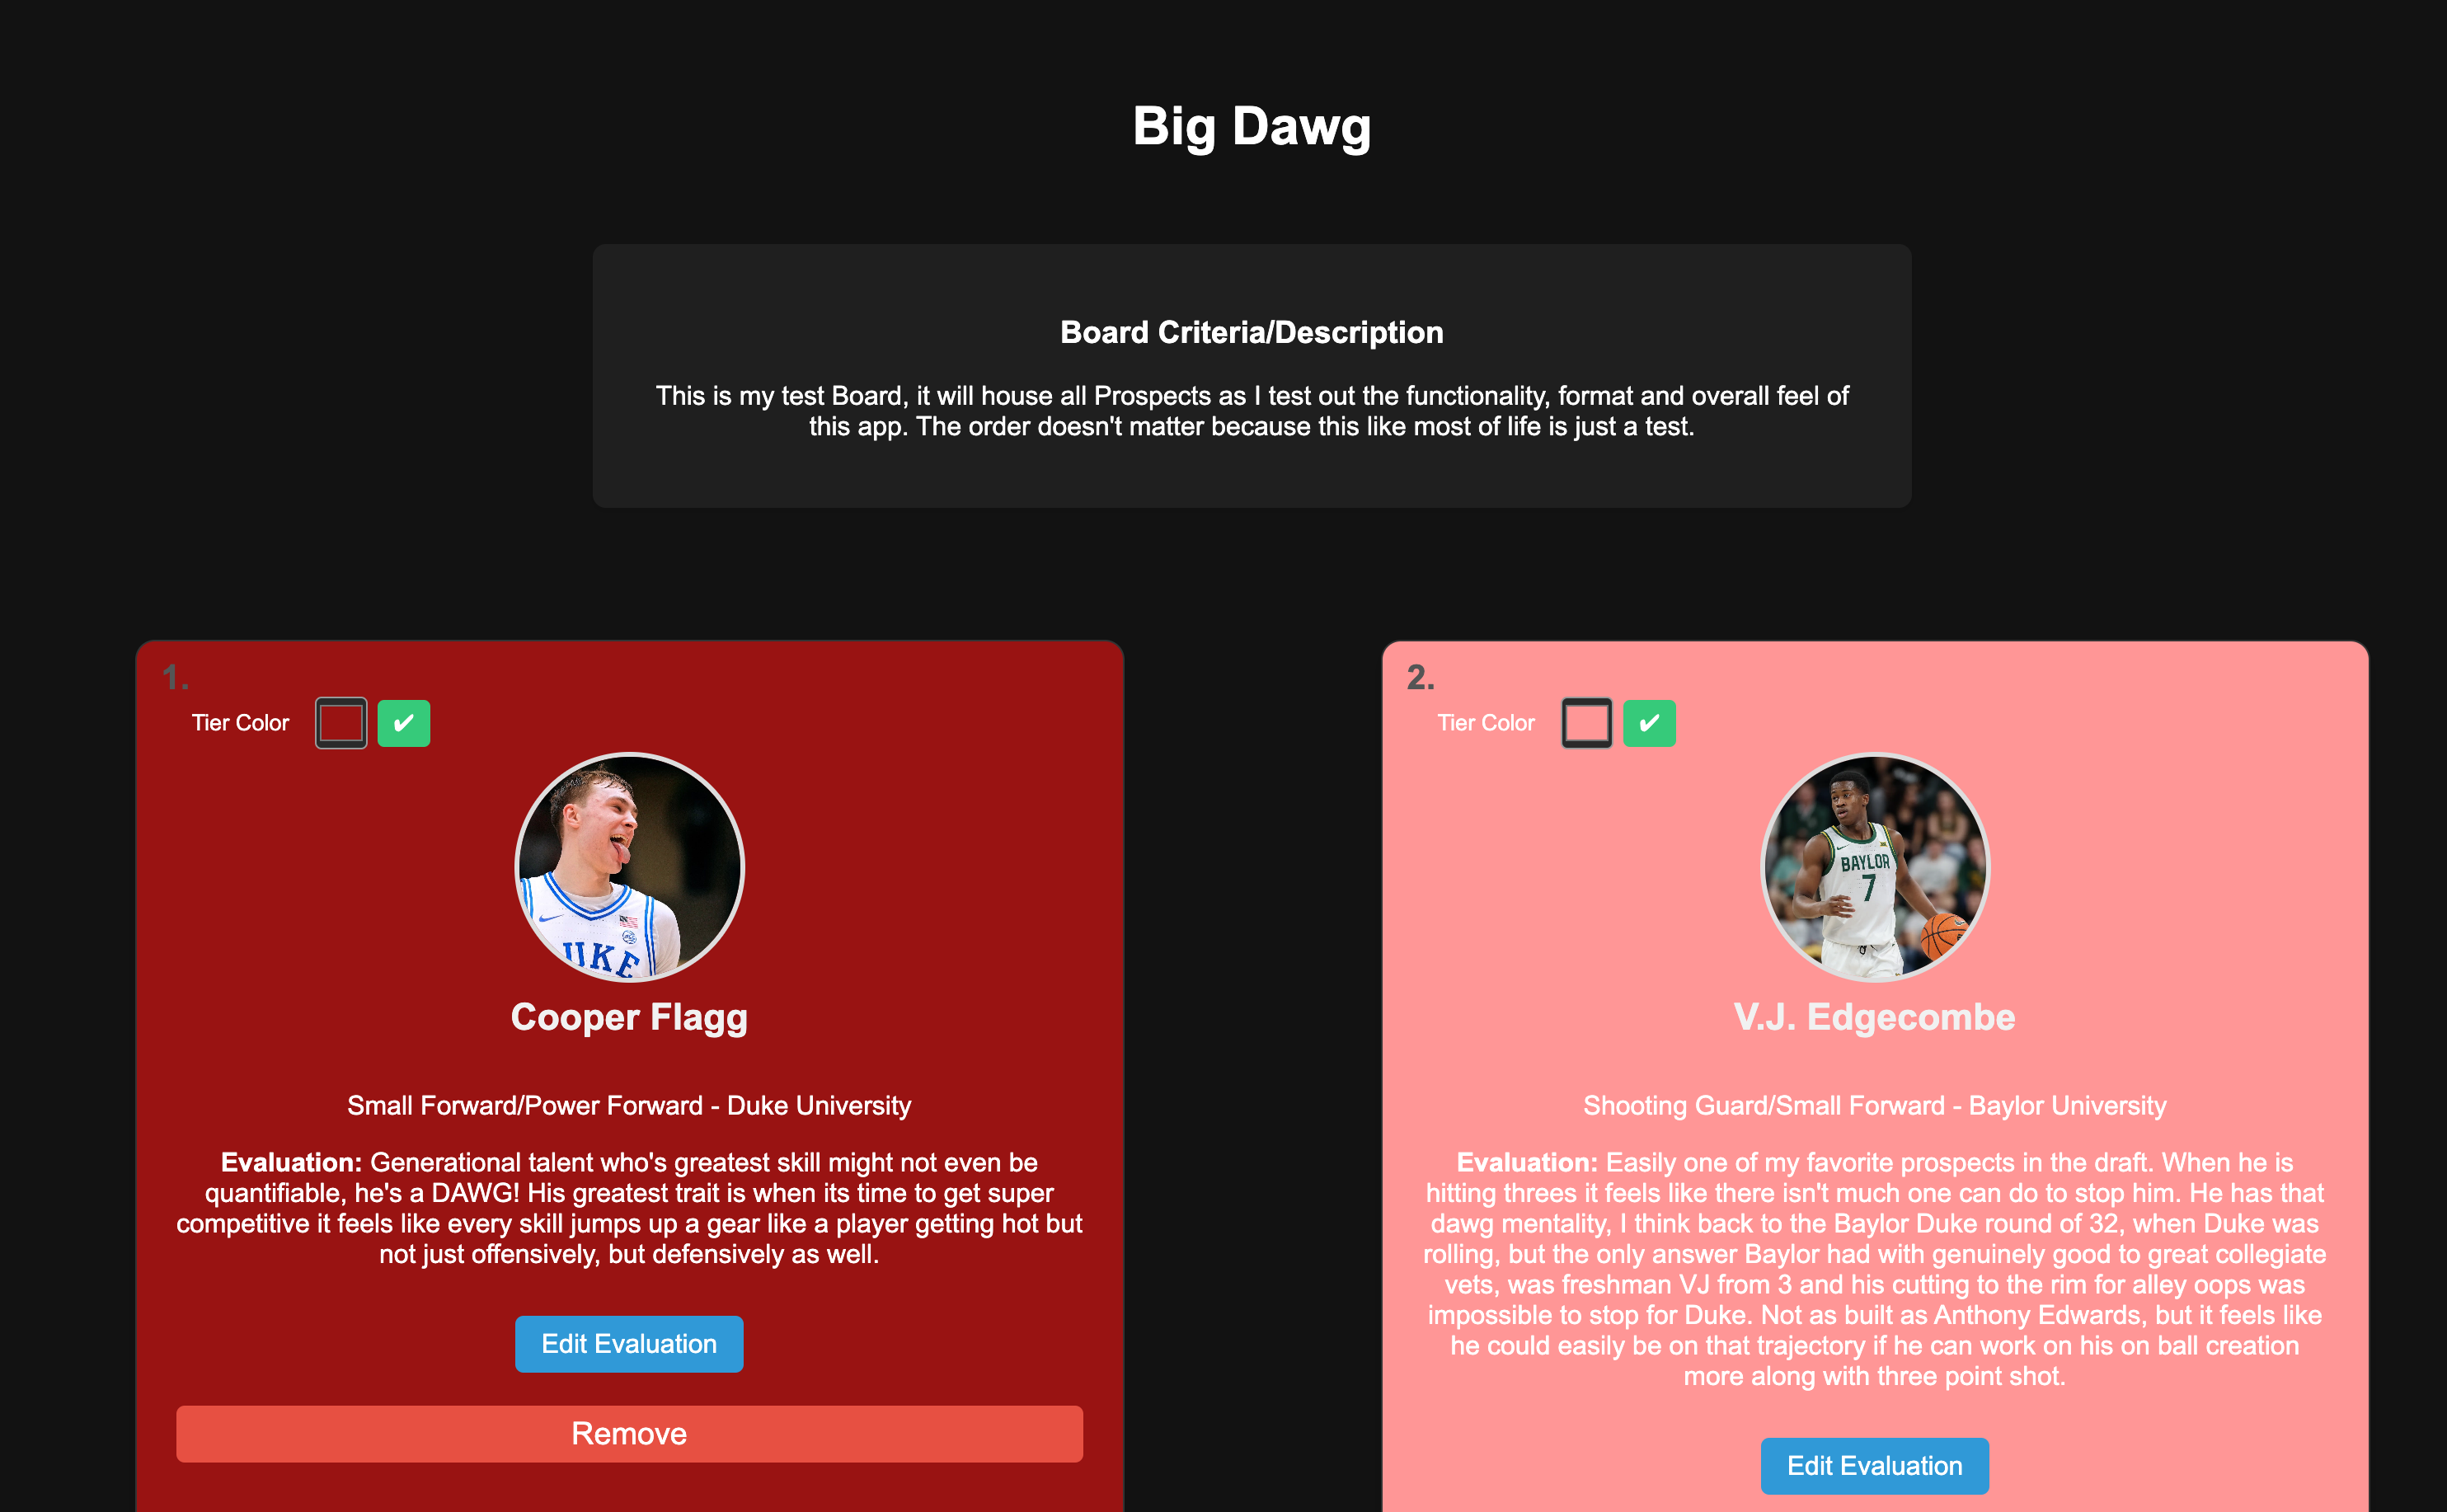 Big Dawg
Board Criteria/Description
This is my test Board, it will house all Prospects as I test out the functionality, format and overall feel of
this app. The order doesn't matter because this like most of life is just a test.
1.
Tier Color ✔
UKE
Cooper Flagg
Small Forward/Power Forward - Duke University
Evaluation: Generational talent who's greatest skill might not even be
quantifiable, he's a DAWG! His greatest trait is when its time to get super
competitive it feels like every skill jumps up a gear like a player getting hot but
not just offensively, but defensively as well.
Edit Evaluation
Remove
2.
Tier Color ✔
BAYLOR
7
V.J. Edgecombe
Shooting Guard/Small Forward - Baylor University
Evaluation: Easily one of my favorite prospects in the draft. When he is
hitting threes it feels like there isn't much one can do to stop him. He has that
dawg mentality, I think back to the Baylor Duke round of 32, when Duke was
rolling, but the only answer Baylor had with genuinely good to great collegiate
vets, was freshman VJ from 3 and his cutting to the rim for alley oops was
impossible to stop for Duke. Not as built as Anthony Edwards, but it feels like
he could easily be on that trajectory if he can work on his on ball creation
more along with three point shot.
Edit Evaluation